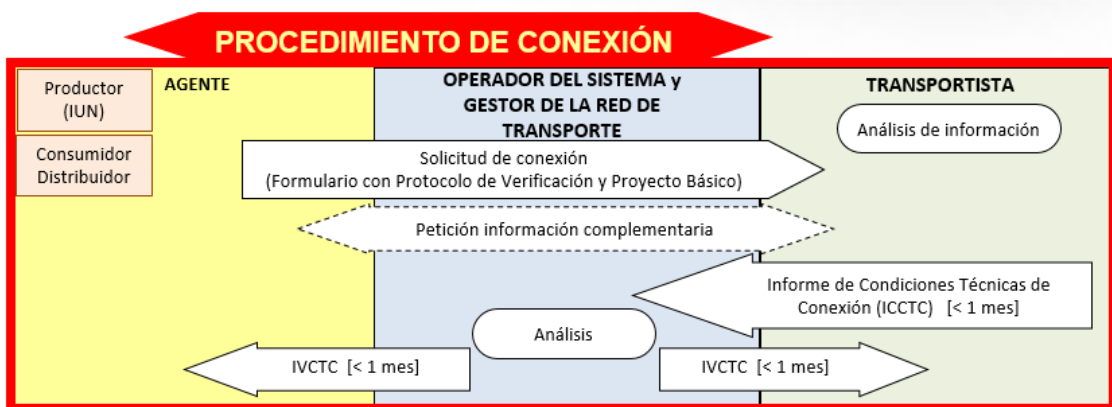 PROCEDIMIENTO DE CONEXIÓN
Productor
(IUN)
Consumidor
Distribuidor
AGENTE
OPERADOR DEL SISTEMA y
GESTOR DE LA RED DE
TRANSPORTE
TRANSPORTISTA
Análisis de información
Solicitud de conexión
(Formulario con Protocolo de Verificación y Proyecto Básico)
Petición información complementaria
Informe de Condiciones Técnicas de
Conexión (ICCTC) [< 1 mes]
Análisis
IVCTC [< 1 mes]
IVCTC [< 1 mes]